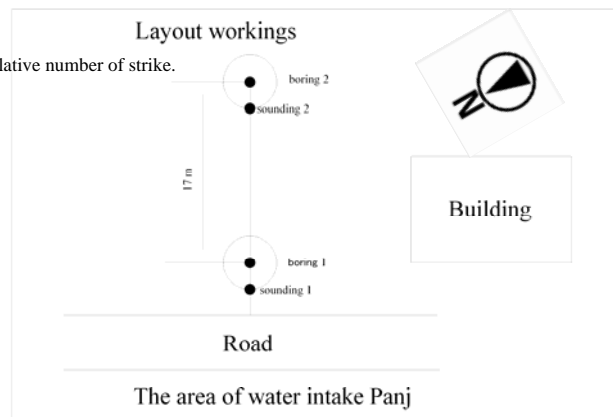 Layout workings
lative number of strike.
boring 2
sounding 2
N
17 m
Building
boring 1
sounding 1
Road
The area of water intake Panj